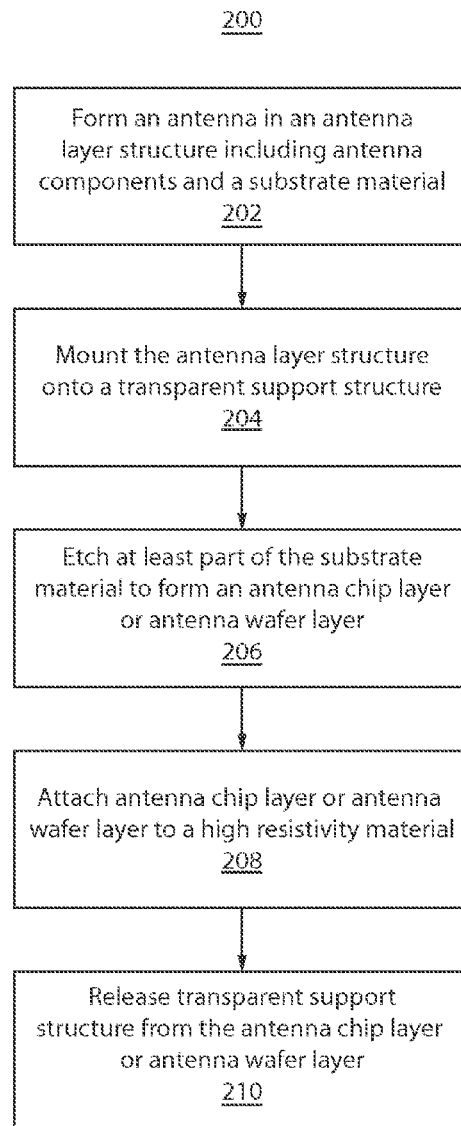 200
Form an antenna in an antenna
layer structure including antenna
components and a substrate material
202
Mount the antenna layer structure
onto a transparent support structure
204
Etch at least part of the substrate
material to form an antenna chip layer
or antenna wafer layer
206
Attach antenna chip layer or antenna
wafer layer to a high resistivity material
208
Release transparent support
structure from the antenna chip layer
or antenna wafer layer
210